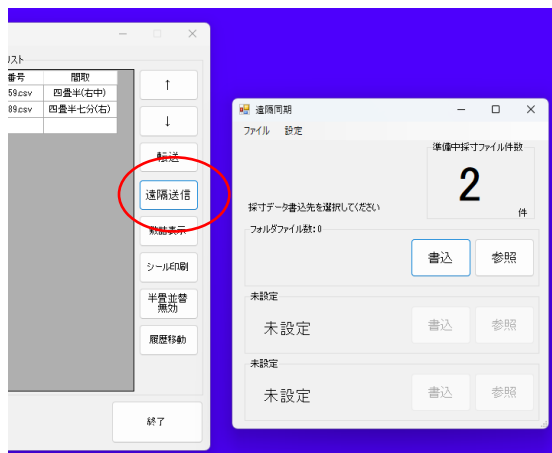 リスト
番号 間取
59.csv 四畳半(右中)
89.csv 四畳半七分(右)
↑
↓
転送
遠隔送信
シール印刷
半畳並替
無効
履歴移動
終了
遠隔同期
ファイル 設定
準備中採寸ファイル件数
2
件
採寸データ書込先を選択してください
フォルダファイル数:0
書込 参照
未設定
未設定
書込 参照
未設定
未設定
書込 参照